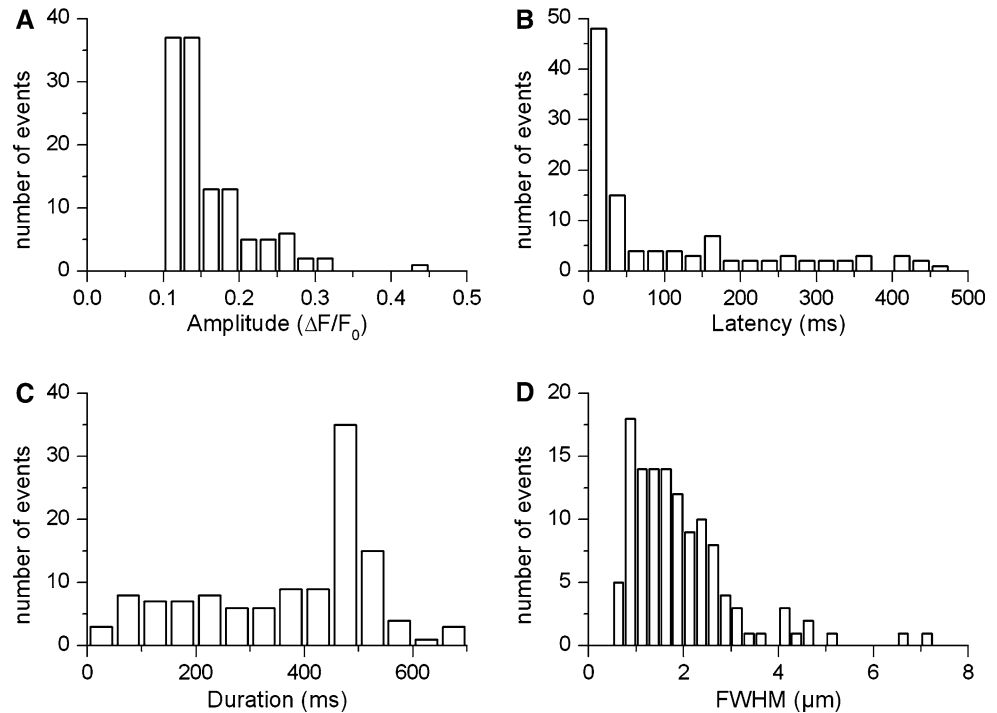 A
number of events
40
30
20
10
0
0.0 0.1 0.2 0.3 0.4 0.5
Amplitude (ΔF/F₀)
B
number of events
50
40
30
20
10
0
0 100 200 300 400 500
Latency (ms)
C
number of events
40
30
20
10
0
0 200 400 600
Duration (ms)
D
number of events
20
15
10
5
0
0 2 4 6 8
FWHM (µm)